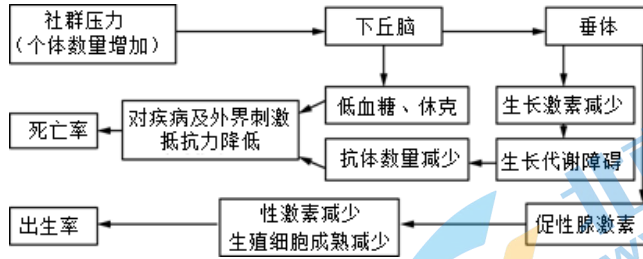 社群压力
（个体数量增加）
下丘脑
垂体
低血糖、休克
生长激素减少
对疾病及外界刺激
抵抗力降低
死亡率
抗体数量减少
生长代谢障碍
出生率
性激素减少
生殖细胞成熟减少
促性腺激素